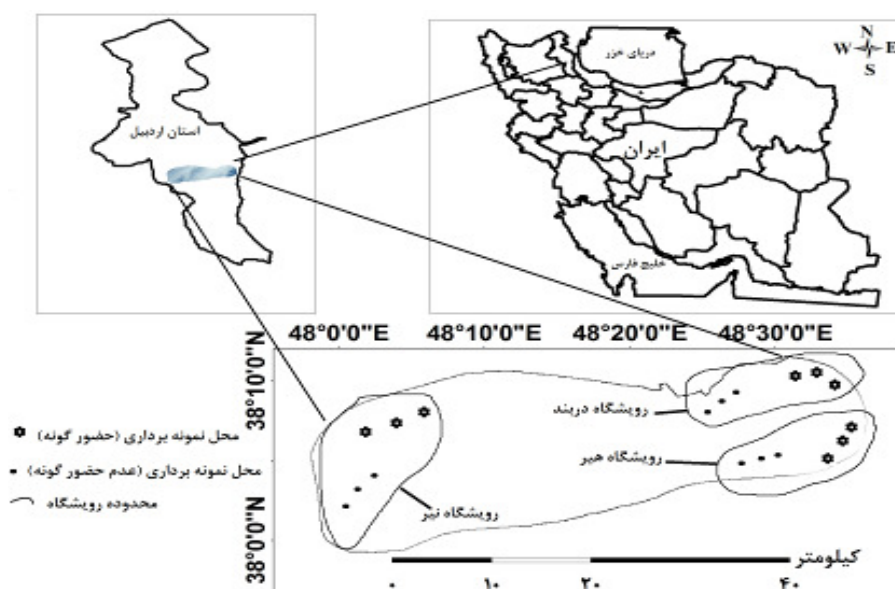 دریای خزر
N
W E
S
استان اردبیل
ایران
خلیج فارس
48°0'0"E 48°10'0"E 48°20'0"E 48°30'0"E
38°10'0"N
38°0'0"N
رویشگاه دربند
رویشگاه هیر
رویشگاه نیر
محل نمونه برداری (حضور گونه)
محل نمونه برداری (عدم حضور گونه)
محدوده رویشگاه
کیلومتر
۰ ۱۰ ۲۰ ۴۰